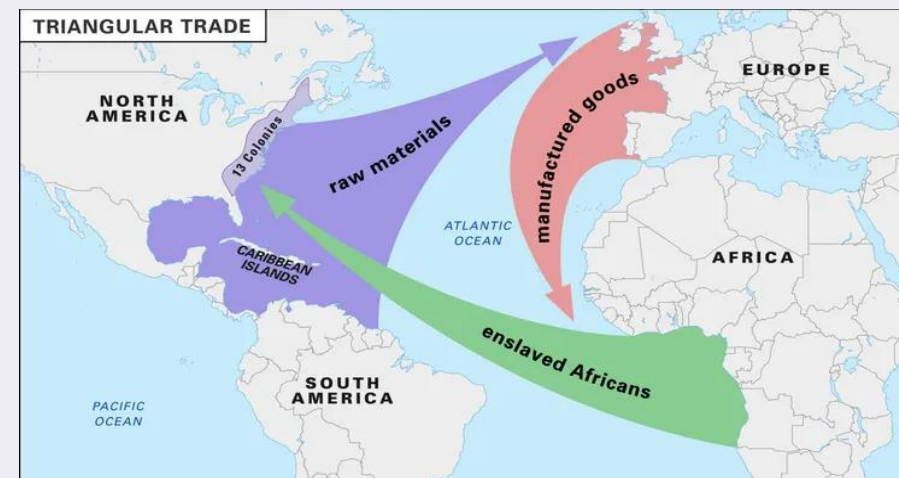 TRIANGULAR TRADE
NORTH
AMERICA
13 Colonies
raw materials
manufactured goods
EUROPE
ATLANTIC
OCEAN
CARIBBEAN
ISLANDS
AFRICA
enslaved Africans
SOUTH
AMERICA
PACIFIC
OCEAN